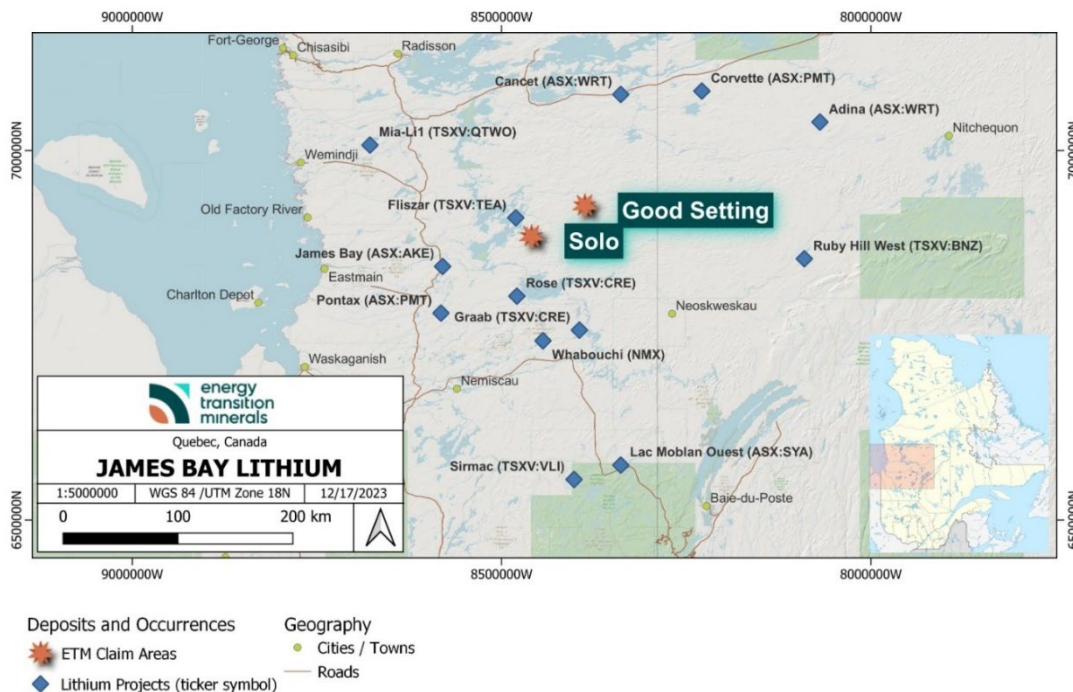 9000000W
8500000W
8000000W
Fort-George
Chisasibi
Radisson
Cancet (ASX:WRT)
Corvette (ASX:PMT)
Adina (ASX:WRT)
Mia-Li1 (TSXV:QTWO)
Nitchequon
7000000N
7000000N
Wemindji
Fliszar (TSXV:TEA)
Good Setting
Old Factory River
Solo
James Bay (ASX:AKE)
Ruby Hill West (TSXV:BNZ)
Eastmain
Rose (TSXV:CRE)
Charlton Depot
Pontax (ASX:PMT)
Graab (TSXV:CRE)
Neoskweskau
Whabouchi (NMX)
Waskaganish
Nemiscau
energy
transition
minerals
Quebec, Canada
JAMES BAY LITHIUM
1:5000000
WGS 84 /UTM Zone 18N
12/17/2023
0
100
200 km
Lac Moblan Ouest (ASX:SYA)
Sirmac (TSXV:VLI)
Baie-du-Poste
6500000N
6500000N
9000000W
8500000W
8000000W
Deposits and Occurrences
ETM Claim Areas
Lithium Projects (ticker symbol)
Geography
Cities / Towns
Roads